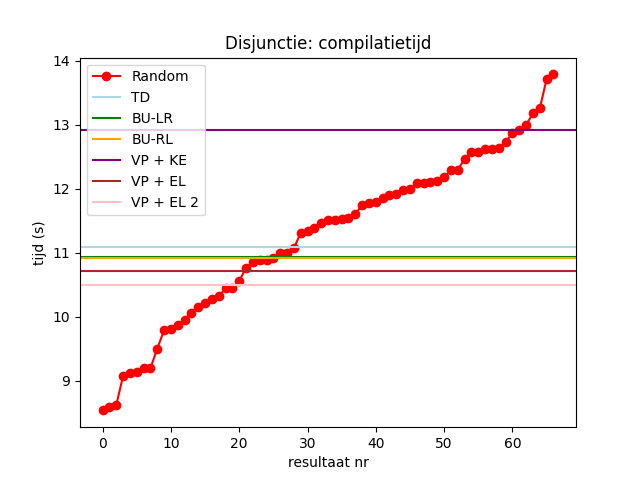 Disjunctie: compilatietijd
14
13
12
11
10
9
tijd (s)
Random
TD
BU-LR
BU-RL
VP + KE
VP + EL
VP + EL 2
0
10
20
30
40
50
60
resultaat nr